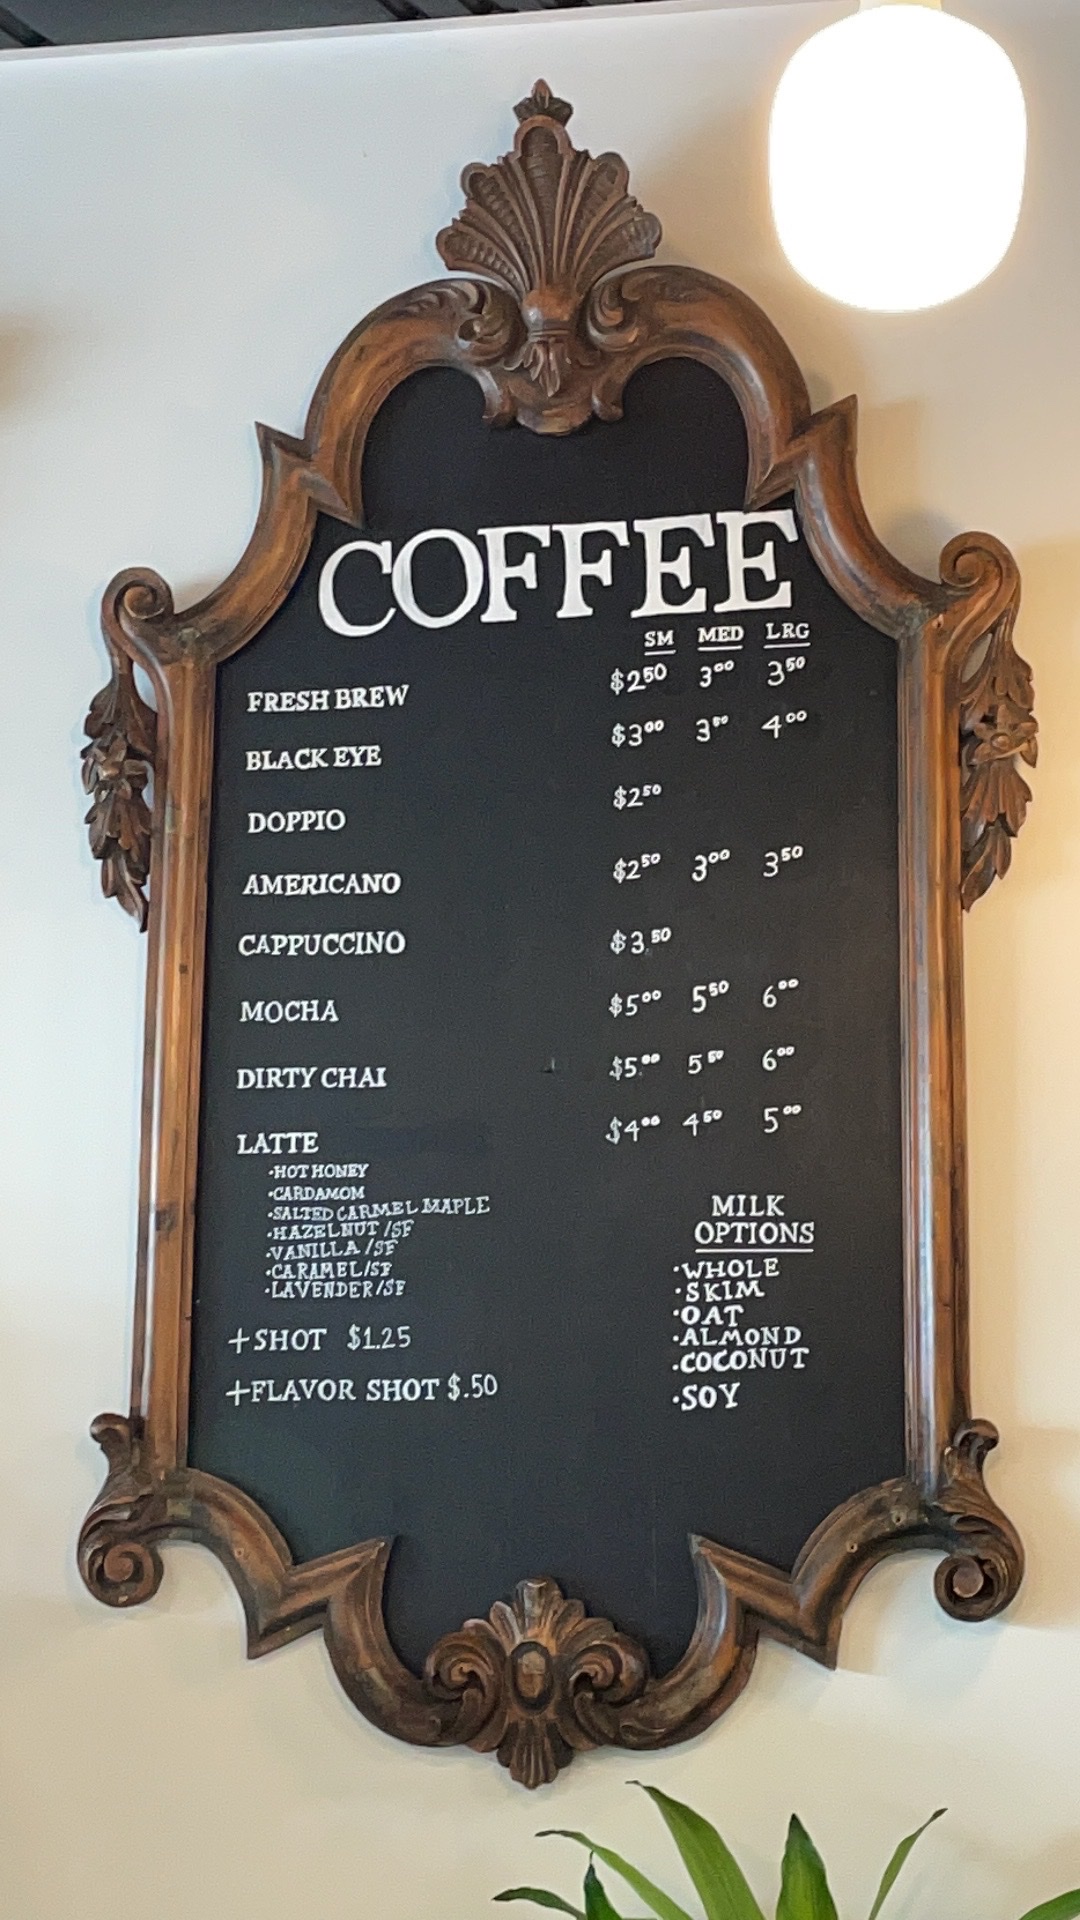 COFFEE
SM MED LRG
FRESH BREW $2.50 3.00 3.50
BLACK EYE $3.00 3.50 4.00
DOPPIO $2.50
AMERICANO $2.50 3.00 3.50
CAPPUCCINO $3.50
MOCHA $5.00 5.50 6.00
DIRTY CHAI $5.00 5.50 6.00
LATTE $4.00 4.50 5.00
·HOT HONEY
·CARDAMOM
·SALTED CARMEL MAPLE
·HAZELNUT/SF
·VANILLA/SF
·CARAMEL/SF
·LAVENDER/SF
+SHOT $1.25
+FLAVOR SHOT $.50
MILK
OPTIONS
·WHOLE
·SKIM
·OAT
·ALMOND
·COCONUT
·SOY